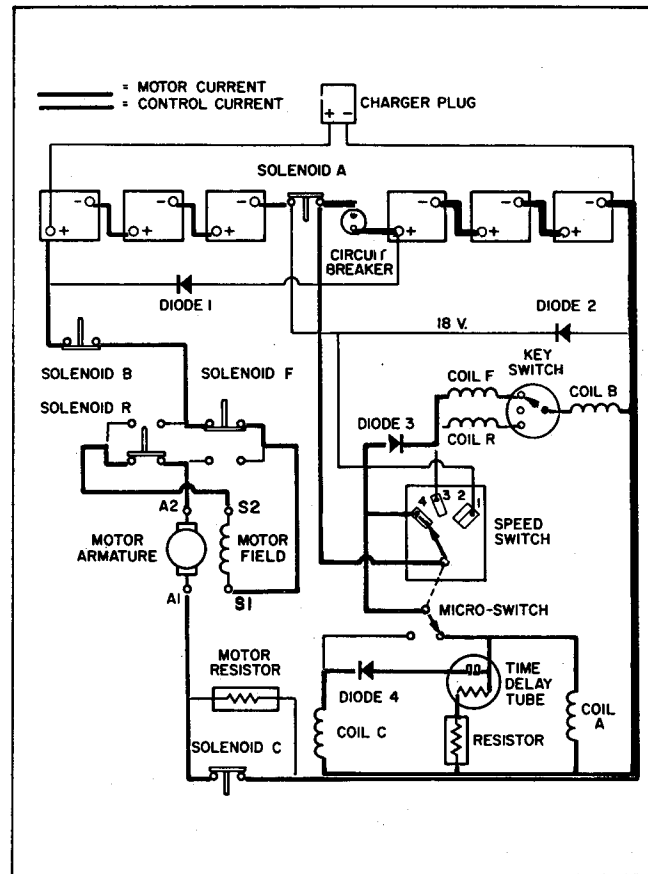 = MOTOR CURRENT
= CONTROL CURRENT
+ -
CHARGER PLUG
SOLENOID A
- - - - - -
+ + + + + +
CIRCUIT
BREAKER
DIODE 1
18 V.
DIODE 2
KEY
SWITCH
SOLENOID B
SOLENOID F
COIL F
COIL B
SOLENOID R
DIODE 3
COIL R
4 3 2 1
SPEED
SWITCH
A2
S2
MOTOR
ARMATURE
MOTOR
FIELD
A1
S1
MICRO-SWITCH
MOTOR
RESISTOR
DIODE 4
TIME
DELAY
TUBE
COIL
A
SOLENOID C
COIL C
RESISTOR